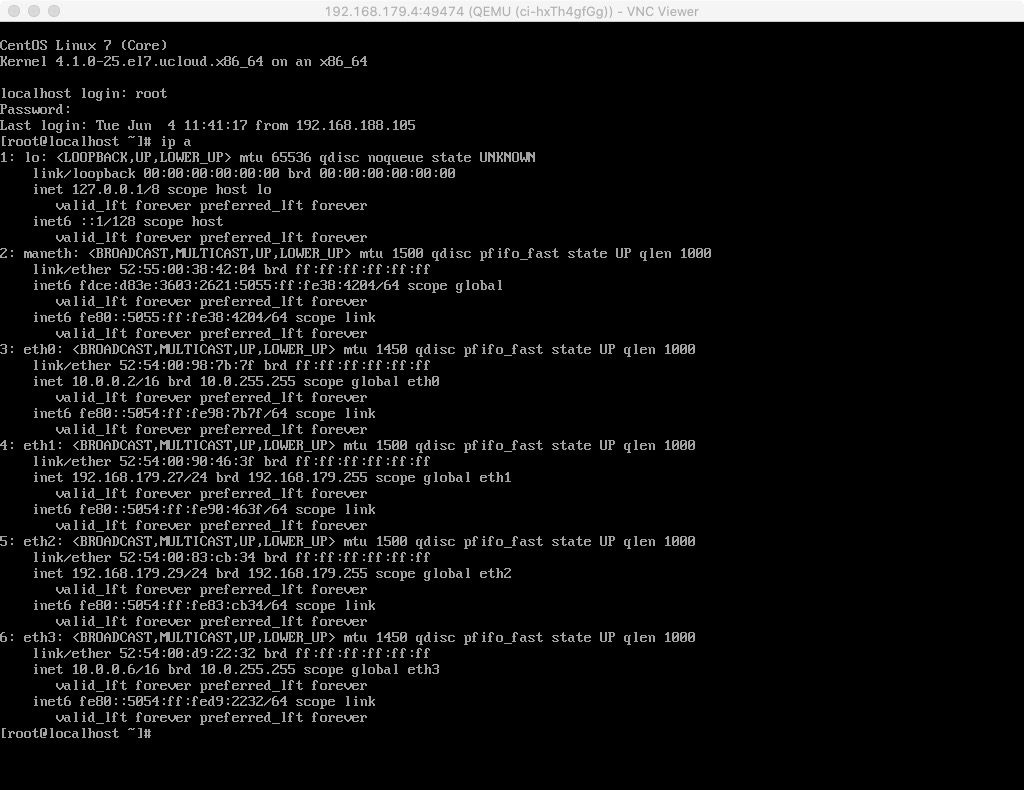 192.168.179.4:49474 (QEMU (ci-hxTh4gfGg)) - VNC Viewer
CentOS Linux 7 (Core)
Kernel 4.1.0-25.el7.ucloud.x86_64 on an x86_64
localhost login: root
Password:
Last login: Tue Jun  4 11:41:17 from 192.168.188.105
[root@localhost ~]# ip a
1: lo: <LOOPBACK,UP,LOWER_UP> mtu 65536 qdisc noqueue state UNKNOWN
    link/loopback 00:00:00:00:00:00 brd 00:00:00:00:00:00
    inet 127.0.0.1/8 scope host lo
       valid_lft forever preferred_lft forever
    inet6 ::1/128 scope host
       valid_lft forever preferred_lft forever
2: maneth: <BROADCAST,MULTICAST,UP,LOWER_UP> mtu 1500 qdisc pfifo_fast state UP qlen 1000
    link/ether 52:55:00:38:42:04 brd ff:ff:ff:ff:ff:ff
    inet6 fdce:d83e:3603:2621:5055:ff:fe38:4204/64 scope global
       valid_lft forever preferred_lft forever
    inet6 fe80::5055:ff:fe38:4204/64 scope link
       valid_lft forever preferred_lft forever
3: eth0: <BROADCAST,MULTICAST,UP,LOWER_UP> mtu 1450 qdisc pfifo_fast state UP qlen 1000
    link/ether 52:54:00:98:7b:7f brd ff:ff:ff:ff:ff:ff
    inet 10.0.0.2/16 brd 10.0.255.255 scope global eth0
       valid_lft forever preferred_lft forever
    inet6 fe80::5054:ff:fe98:7b7f/64 scope link
       valid_lft forever preferred_lft forever
4: eth1: <BROADCAST,MULTICAST,UP,LOWER_UP> mtu 1500 qdisc pfifo_fast state UP qlen 1000
    link/ether 52:54:00:90:46:3f brd ff:ff:ff:ff:ff:ff
    inet 192.168.179.27/24 brd 192.168.179.255 scope global eth1
       valid_lft forever preferred_lft forever
    inet6 fe80::5054:ff:fe90:463f/64 scope link
       valid_lft forever preferred_lft forever
5: eth2: <BROADCAST,MULTICAST,UP,LOWER_UP> mtu 1500 qdisc pfifo_fast state UP qlen 1000
    link/ether 52:54:00:83:cb:34 brd ff:ff:ff:ff:ff:ff
    inet 192.168.179.29/24 brd 192.168.179.255 scope global eth2
       valid_lft forever preferred_lft forever
    inet6 fe80::5054:ff:fe83:cb34/64 scope link
       valid_lft forever preferred_lft forever
6: eth3: <BROADCAST,MULTICAST,UP,LOWER_UP> mtu 1450 qdisc pfifo_fast state UP qlen 1000
    link/ether 52:54:00:d9:22:32 brd ff:ff:ff:ff:ff:ff
    inet 10.0.0.6/16 brd 10.0.255.255 scope global eth3
       valid_lft forever preferred_lft forever
    inet6 fe80::5054:ff:fed9:2232/64 scope link
       valid_lft forever preferred_lft forever
[root@localhost ~]#